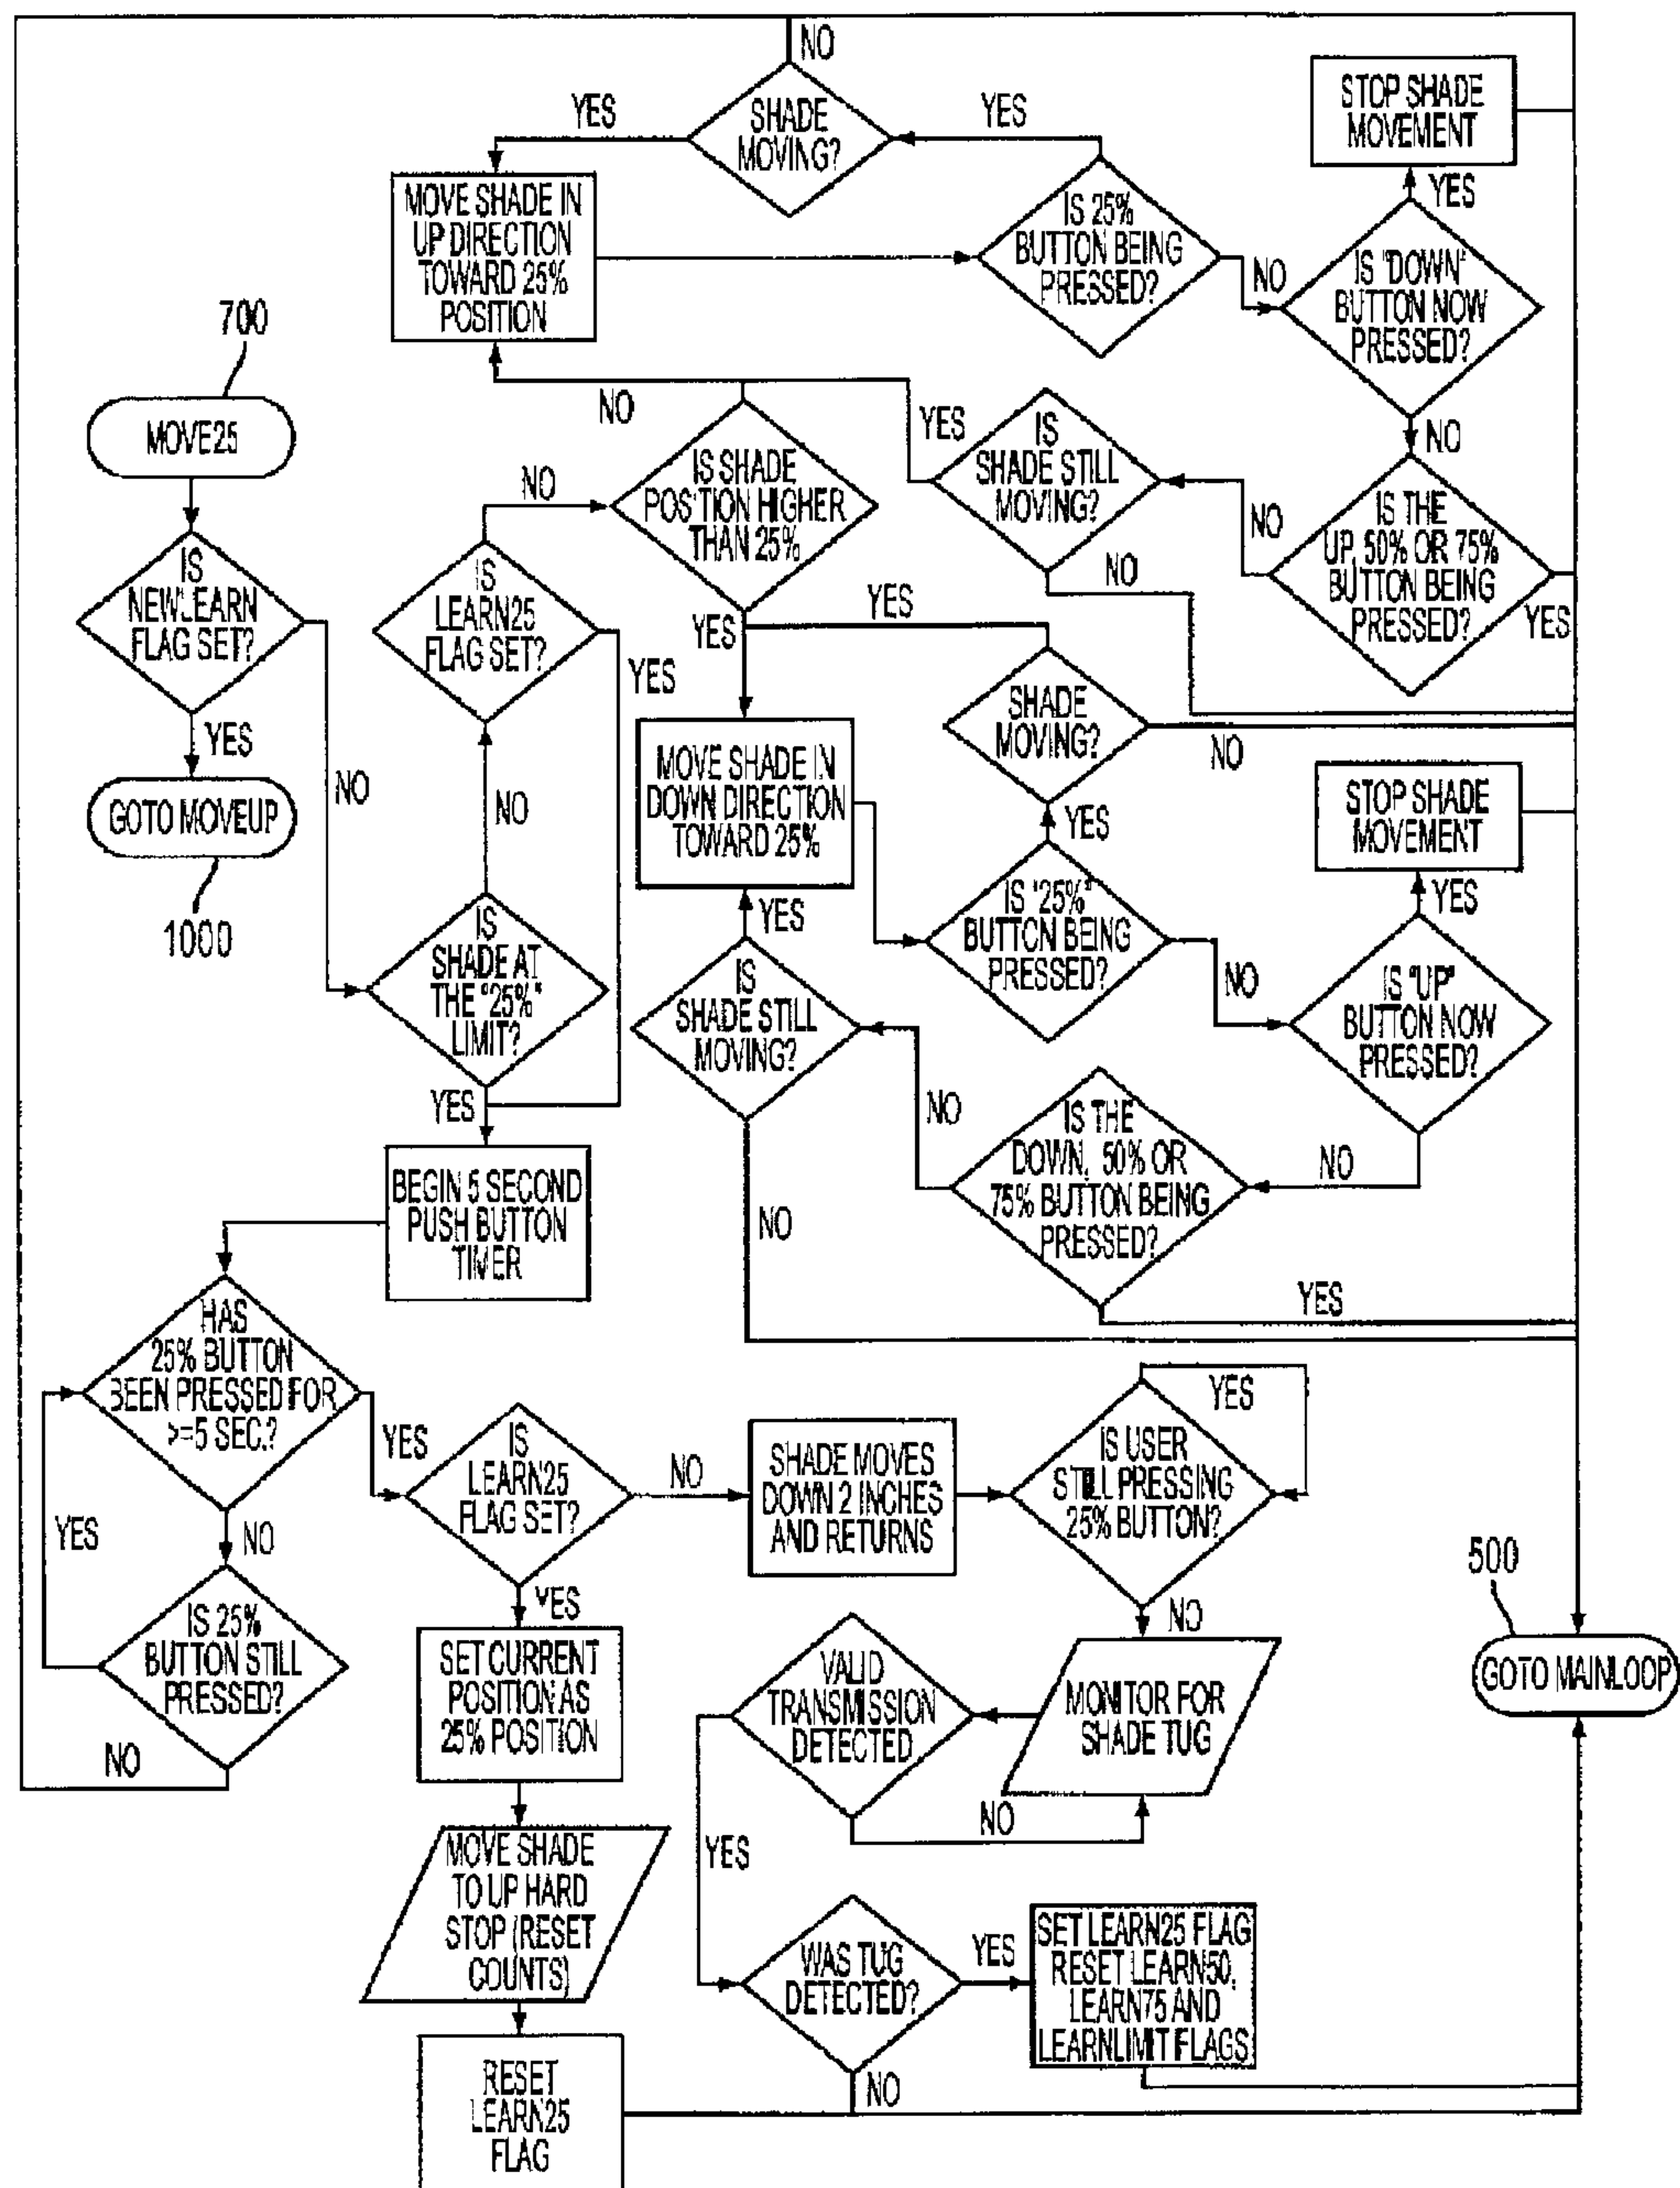 NO
SHADE
MOVING?
YES
YES
STOP SHADE
MOVEMENT
YES
MOVE SHADE IN
UP DIRECTION
TOWARD 25%
POSITION
IS 25%
BUTTON BEING
PRESSED?
NO
IS "DOWN"
BUTTON NOW
PRESSED?
NO
700
MOVE25
NO
IS SHADE
POSITION HIGHER
THAN 25%
YES
IS
SHADE STILL
MOVING?
YES
NO
NO
IS THE
UP, 50% OR 75%
BUTTON BEING
PRESSED?
YES
IS
NEWLEARN
FLAG SET?
YES
NO
GOTO MOVEUP
1000
NO
IS
LEARN25
FLAG SET?
YES
NO
IS
SHADE AT
THE "25%"
LIMIT?
YES
YES
SHADE
MOVING?
NO
YES
MOVE SHADE IN
DOWN DIRECTION
TOWARD 25%
YES
IS "25%"
BUTTON BEING
PRESSED?
NO
STOP SHADE
MOVEMENT
YES
IS "UP"
BUTTON NOW
PRESSED?
NO
IS
SHADE STILL
MOVING?
NO
NO
IS THE
DOWN, 50% OR
75% BUTTON BEING
PRESSED?
YES
BEGIN 5 SECOND
PUSH BUTTON
TIMER
HAS
25% BUTTON
BEEN PRESSED FOR
>=5 SEC.?
YES
NO
YES
IS 25%
BUTTON STILL
PRESSED?
NO
IS
LEARN25
FLAG SET?
NO
YES
SHADE MOVES
DOWN 2 INCHES
AND RETURNS
YES
IS USER
STILL PRESSING
25% BUTTON?
NO
500
GOTO MAINLOOP
SET CURRENT
POSITION AS
25% POSITION
VALID
TRANSMISSION
DETECTED
MONITOR FOR
SHADE TUG
NO
YES
MOVE SHADE
TO UP HARD
STOP (RESET
COUNTS)
WAS TUG
DETECTED?
YES
NO
SET LEARN25 FLAG
RESET LEARN50,
LEARN75 AND
LEARNLIMIT FLAGS
RESET
LEARN25
FLAG